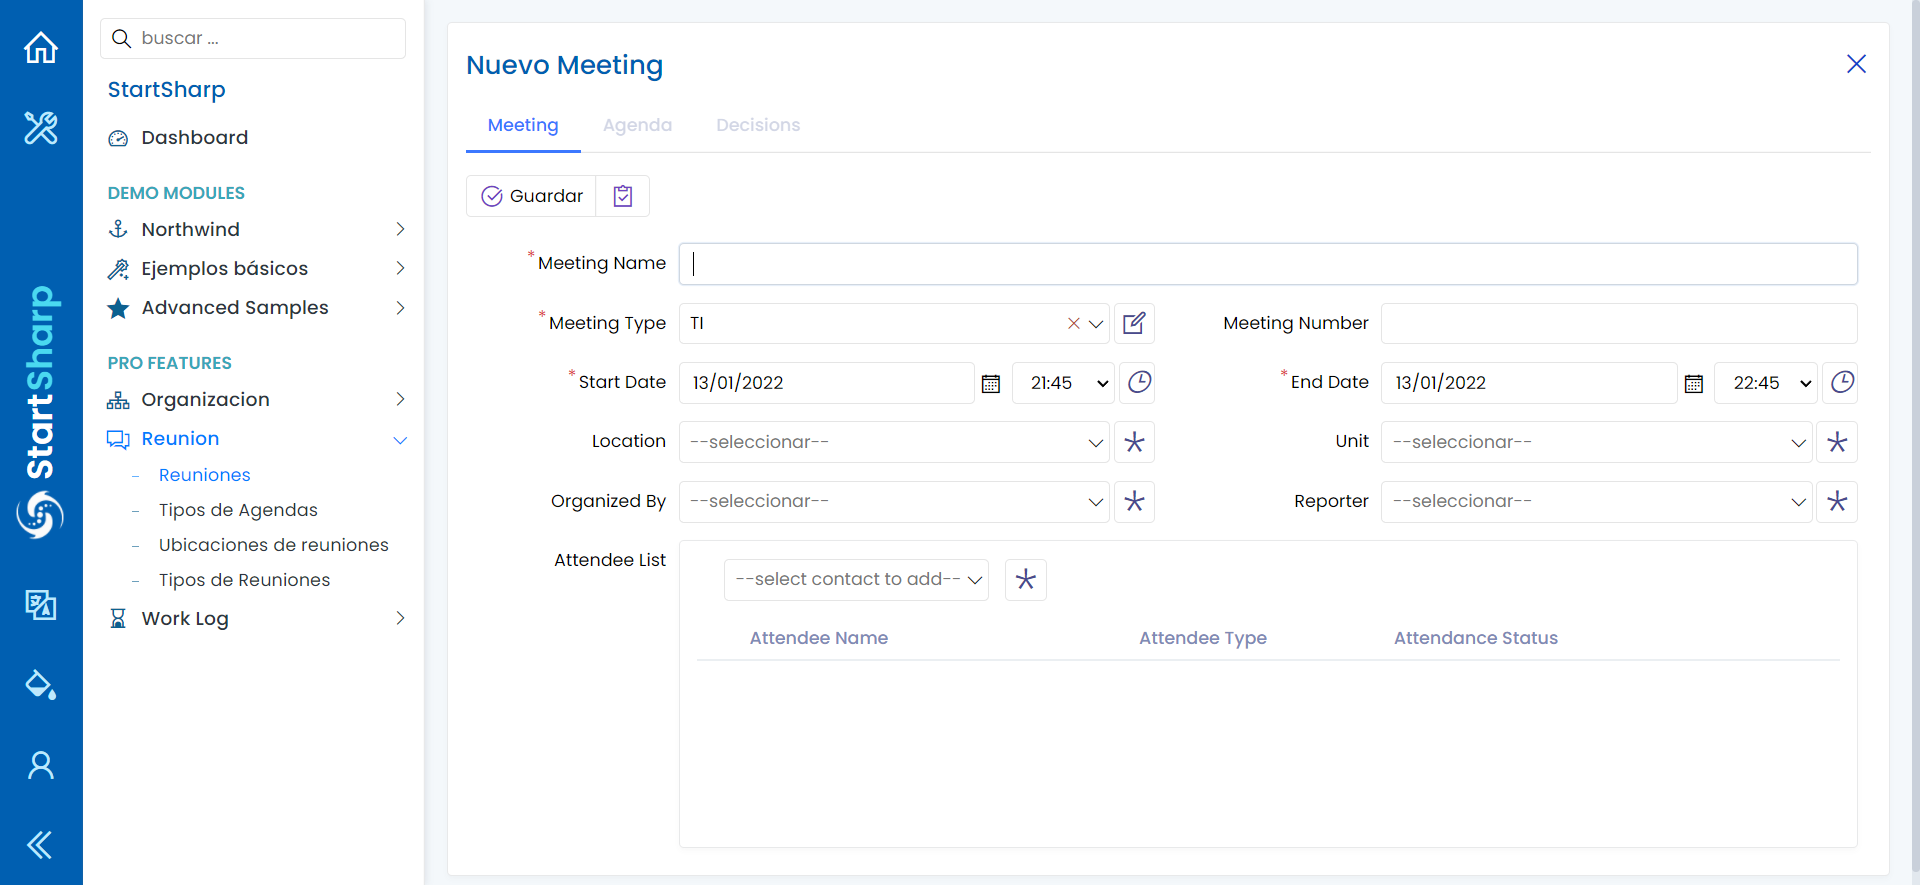 buscar ...
StartSharp
Dashboard
DEMO MODULES
Northwind
Ejemplos básicos
Advanced Samples
PRO FEATURES
Organizacion
Reunion
- Reuniones
- Tipos de Agendas
- Ubicaciones de reuniones
- Tipos de Reuniones
Work Log
StartSharp
Nuevo Meeting
Meeting Agenda Decisions
Guardar
*Meeting Name
*Meeting Type TI Meeting Number
*Start Date 13/01/2022 21:45 *End Date 13/01/2022 22:45
Location --seleccionar-- Unit --seleccionar--
Organized By --seleccionar-- Reporter --seleccionar--
Attendee List --select contact to add--
Attendee Name Attendee Type Attendance Status